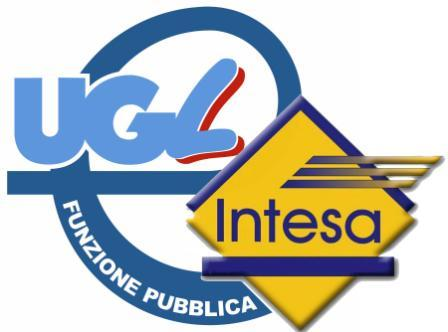 UGL
FUNZIONE PUBBLICA
Intesa